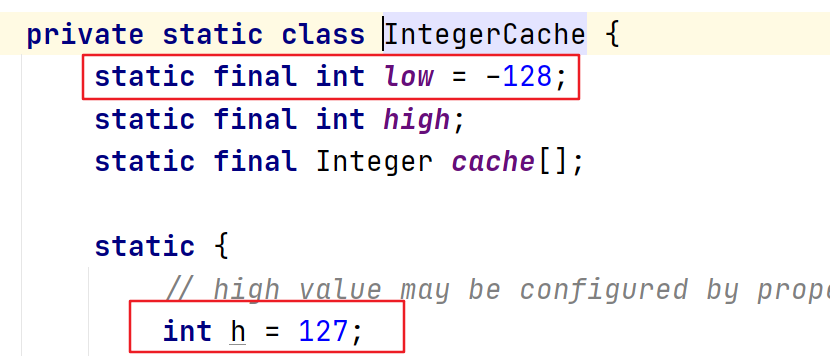 private static class IntegerCache {
static final int low = -128;
static final int high;
static final Integer cache[];
static {
// high value may be configured by
int h = 127;